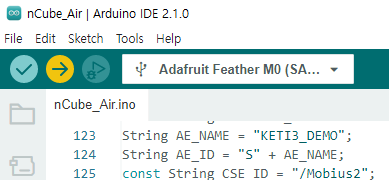 nCube_Air | Arduino IDE 2.1.0
File Edit Sketch Tools Help
Adafruit Feather M0 (SA...
nCube_Air.ino
123 String AE_NAME = "KETI3_DEMO";
124 String AE_ID = "S" + AE_NAME;
125 const String CSE_ID = "/Mobius2";